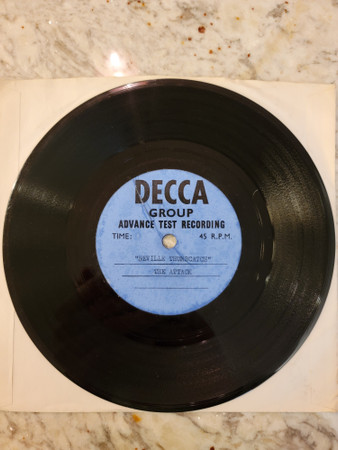 DECCA
GROUP
ADVANCE TEST RECORDING
TIME: 45 R.P.M.
"NEVILLE THUMBCATCH"
THE ATTACK